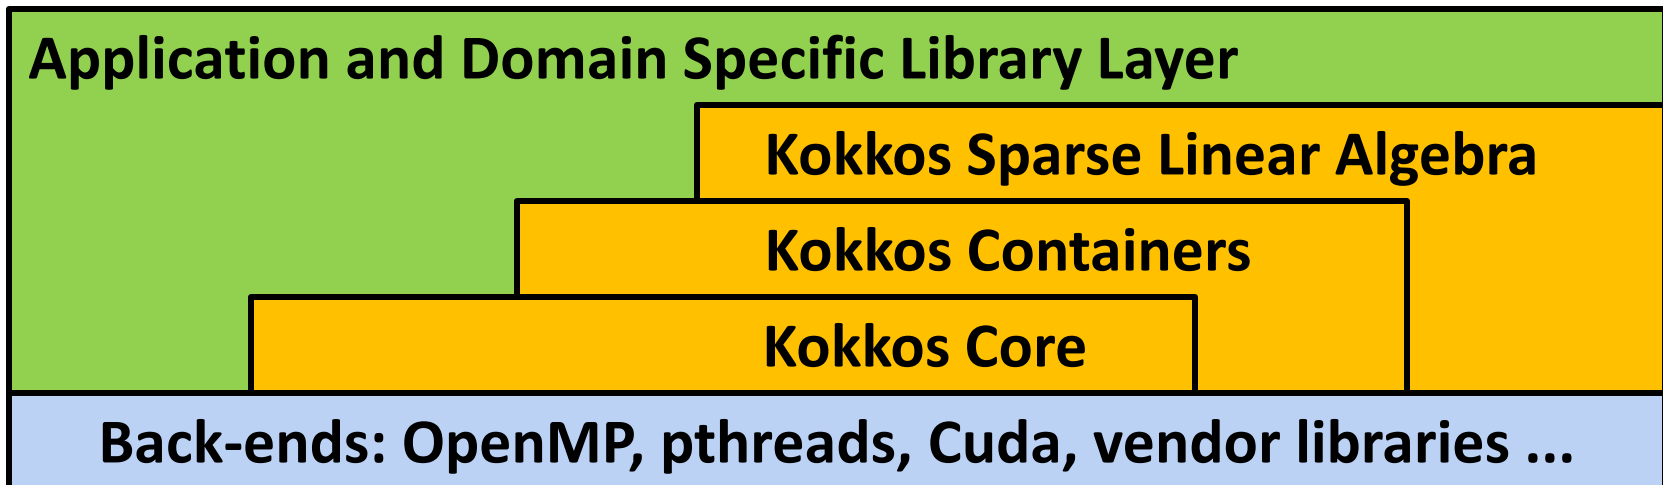 Application and Domain Specific Library Layer
Kokkos Sparse Linear Algebra
Kokkos Containers
Kokkos Core
Back-ends: OpenMP, pthreads, Cuda, vendor libraries ...